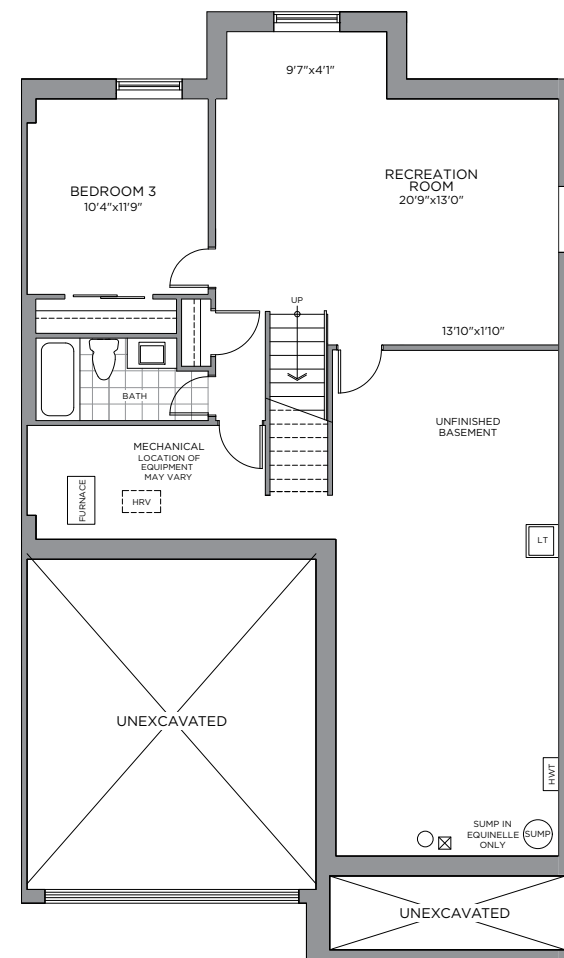 9'7"x4'1"
BEDROOM 3
10'4"x11'9"
RECREATION
ROOM
20'9"x13'0"
UP
13'10"x1'10"
BATH
UNFINISHED
BASEMENT
MECHANICAL
LOCATION OF
EQUIPMENT
MAY VARY
FURNACE
HRV
LT
UNEXCAVATED
HWT
SUMP IN
EQUINELLE
ONLY
SUMP
UNEXCAVATED